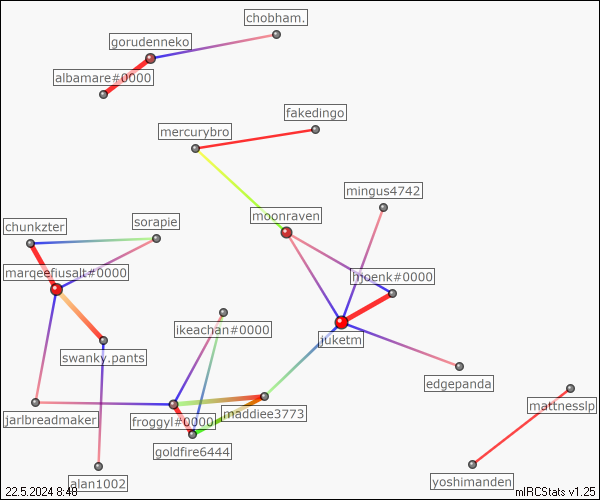 chobham.
gorudenneko
albamare#0000
fakedingo
mercurybro
mingus4742
sorapie
moonraven
chunkzter
marqeefiusalt#0000
moenk#0000
ikeachan#0000
juketm
swanky.pants
edgepanda
mattnesslp
maddiee3773
jarlbreadmaker
froggyl#0000
goldfire6444
alan1002
yoshimanden
22.5.2024 8:40
mIRCStats v1.25